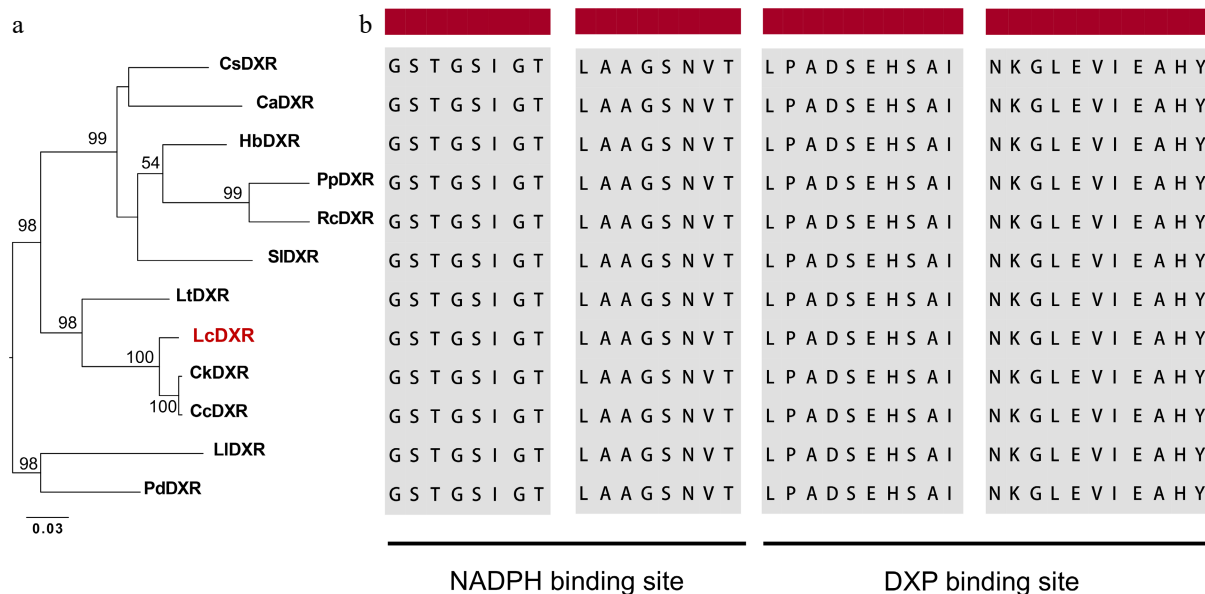 a
b
CsDXR G S T G S I G T L A A G S N V T L P A D S E H S A I N K G L E V I E A H Y
CaDXR G S T G S I G T L A A G S N V T L P A D S E H S A I N K G L E V I E A H Y
99
HbDXR G S T G S I G T L A A G S N V T L P A D S E H S A I N K G L E V I E A H Y
54
PpDXR G S T G S I G T L A A G S N V T L P A D S E H S A I N K G L E V I E A H Y
99
RcDXR G S T G S I G T L A A G S N V T L P A D S E H S A I N K G L E V I E A H Y
98
SlDXR G S T G S I G T L A A G S N V T L P A D S E H S A I N K G L E V I E A H Y
LtDXR G S T G S I G T L A A G S N V T L P A D S E H S A I N K G L E V I E A H Y
98
LcDXR G S T G S I G T L A A G S N V T L P A D S E H S A I N K G L E V I E A H Y
100
CkDXR G S T G S I G T L A A G S N V T L P A D S E H S A I N K G L E V I E A H Y
100
CcDXR G S T G S I G T L A A G S N V T L P A D S E H S A I N K G L E V I E A H Y
LlDXR G S T G S I G T L A A G S N V T L P A D S E H S A I N K G L E V I E A H Y
98
PdDXR G S T G S I G T L A A G S N V T L P A D S E H S A I N K G L E V I E A H Y
0.03
NADPH binding site
DXP binding site